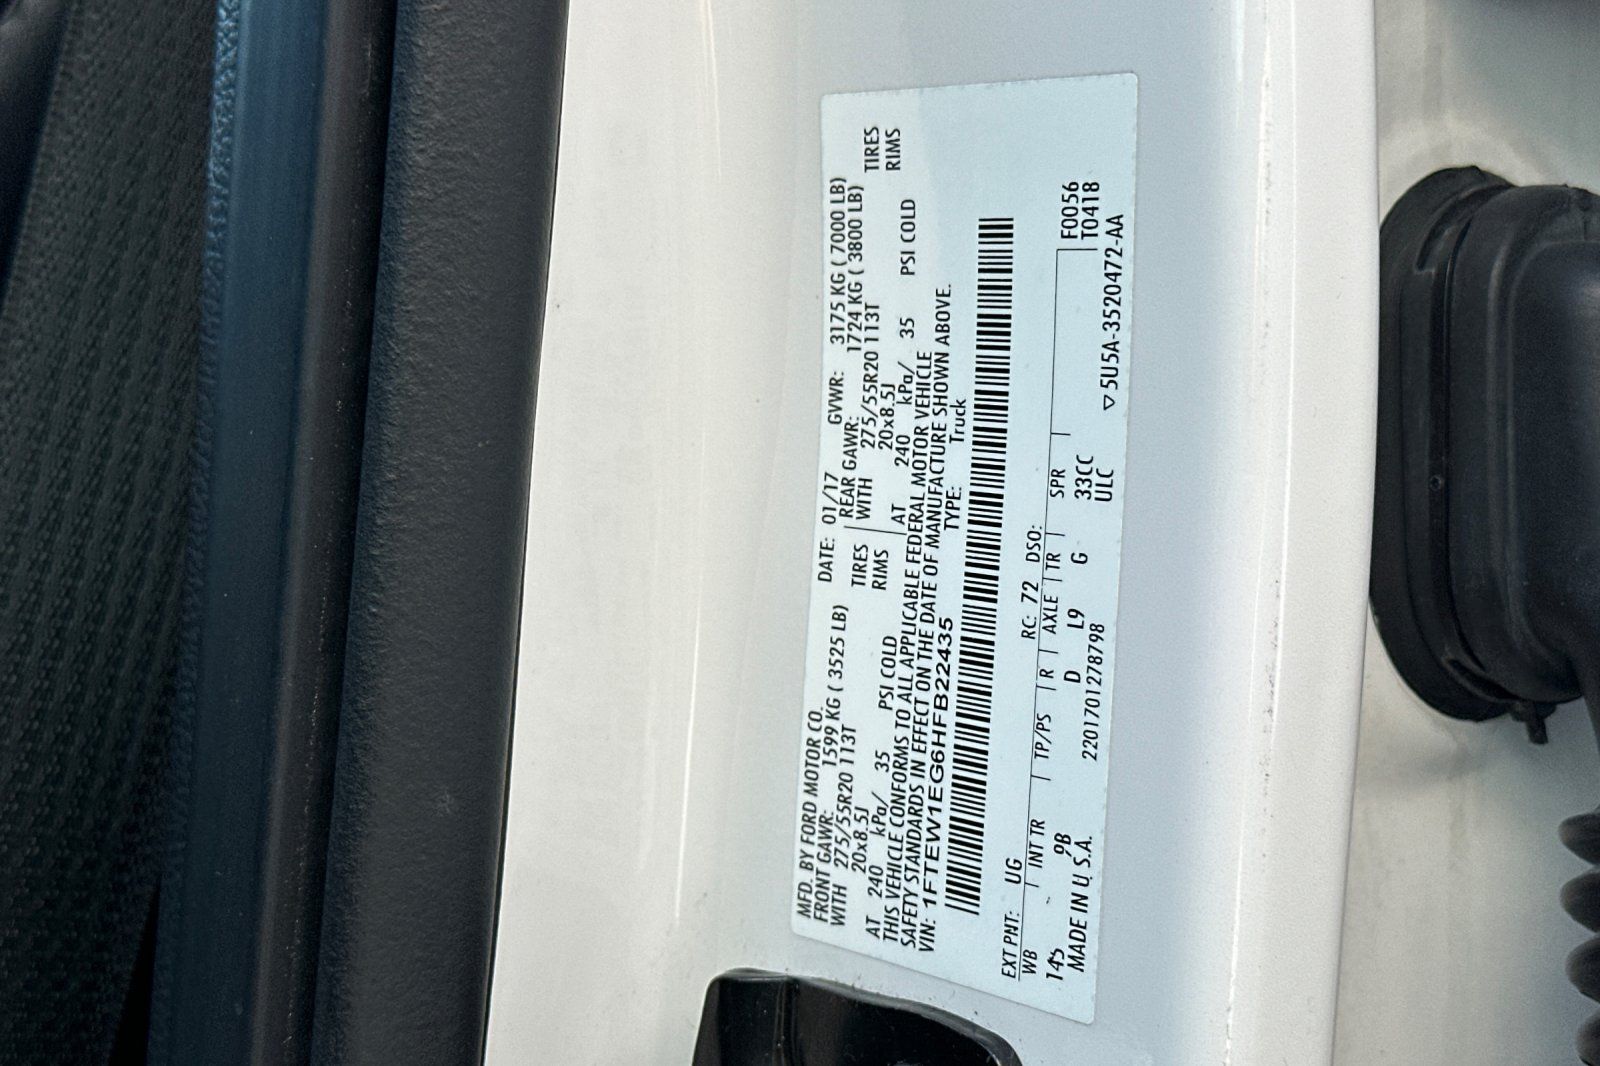 MFD. BY FORD MOTOR CO. DATE: 01/17 GVWR: 3175 KG ( 7000 LB)
FRONT GAWR: 1599 KG ( 3525 LB) REAR GAWR: 1724 KG ( 3800 LB)
WITH 275/55R20 113T TIRES WITH 275/55R20 113T TIRES
20x8.5J RIMS 20x8.5J RIMS
AT 240 kPa/ 35 PSI COLD AT 240 kPa/ 35 PSI COLD
THIS VEHICLE CONFORMS TO ALL APPLICABLE FEDERAL MOTOR VEHICLE
SAFETY STANDARDS IN EFFECT ON THE DATE OF MANUFACTURE SHOWN ABOVE.
VIN: 1FTEW1EG6HFB22435 TYPE: Truck
EXT PNT: UG RC: 72 DSO: F0056
WB INT TR TP/PS R AXLE TR SPR T0418
145 9B D L9 G 33CC
MADE IN U.S.A. 2201701278798 ULC ▽ 5U5A-3520472-AA